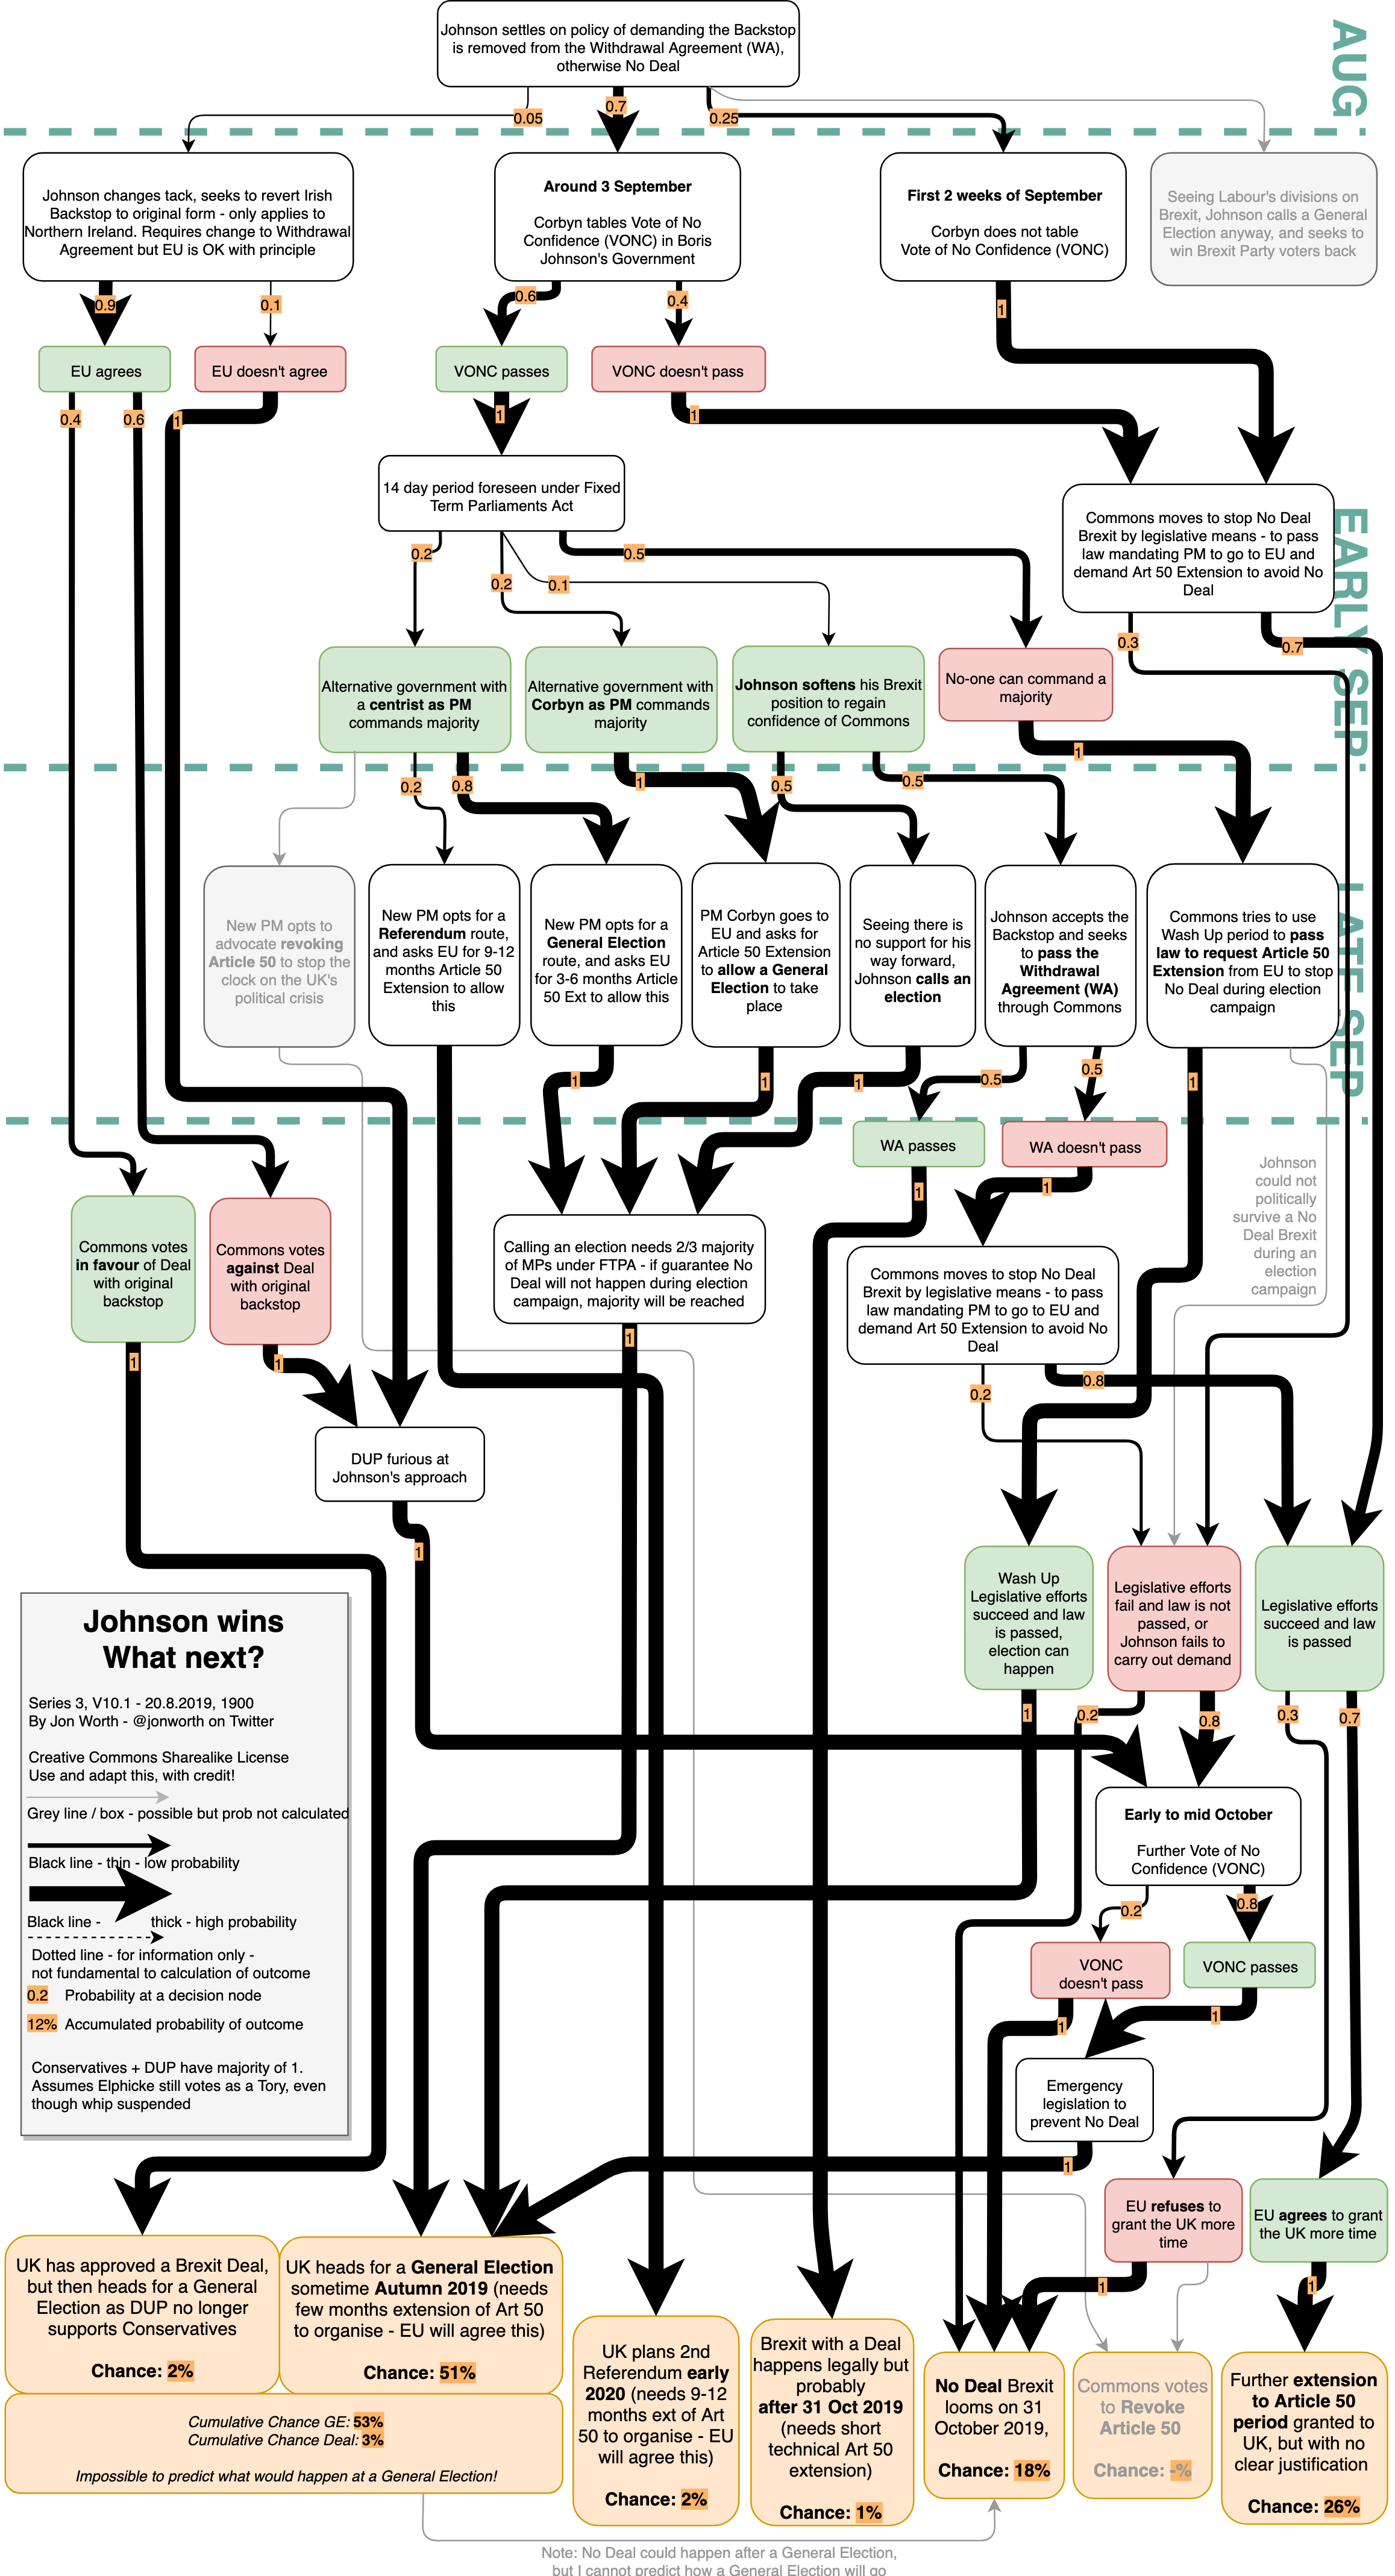 Johnson settles on policy of demanding the Backstop
is removed from the Withdrawal Agreement (WA),
otherwise No Deal
AUG
0.05
0.7
0.25
Johnson changes tack, seeks to revert Irish
Backstop to original form - only applies to
Northern Ireland. Requires change to Withdrawal
Agreement but EU is OK with principle
Around 3 September
Corbyn tables Vote of No
Confidence (VONC) in Boris
Johnson's Government
First 2 weeks of September
Corbyn does not table
Vote of No Confidence (VONC)
Seeing Labour's divisions on
Brexit, Johnson calls a General
Election anyway, and seeks to
win Brexit Party voters back
0.9
0.1
0.6
0.4
1
EU agrees
EU doesn't agree
VONC passes
VONC doesn't pass
0.4
0.6
1
1
1
14 day period foreseen under Fixed
Term Parliaments Act
Commons moves to stop No Deal
Brexit by legislative means - to pass
law mandating PM to go to EU and
demand Art 50 Extension to avoid No
Deal
EARLY SEP
0.2
0.2
0.1
0.5
0.3
0.7
Alternative government with
a centrist as PM
commands majority
Alternative government with
Corbyn as PM commands
majority
Johnson softens his Brexit
position to regain
confidence of Commons
No-one can command a
majority
0.2
0.8
1
0.5
0.5
1
New PM opts to
advocate revoking
Article 50 to stop the
clock on the UK's
political crisis
New PM opts for a
Referendum route,
and asks EU for 9-12
months Article 50
Extension to allow
this
New PM opts for a
General Election
route, and asks EU
for 3-6 months Article
50 Ext to allow this
PM Corbyn goes to
EU and asks for
Article 50 Extension
to allow a General
Election to take
place
Seeing there is
no support for his
way forward,
Johnson calls an
election
Johnson accepts the
Backstop and seeks
to pass the
Withdrawal
Agreement (WA)
through Commons
Commons tries to use
Wash Up period to pass
law to request Article 50
Extension from EU to stop
No Deal during election
campaign
LATE SEP
1
1
1
0.5
0.5
1
WA passes
WA doesn't pass
1
1
Johnson
could not
politically
survive a No
Deal Brexit
during an
election
campaign
Commons votes
in favour of Deal
with original
backstop
Commons votes
against Deal
with original
backstop
Calling an election needs 2/3 majority
of MPs under FTPA - if guarantee No
Deal will not happen during election
campaign, majority will be reached
Commons moves to stop No Deal
Brexit by legislative means - to pass
law mandating PM to go to EU and
demand Art 50 Extension to avoid No
Deal
1
1
1
0.2
0.8
DUP furious at
Johnson's approach
1
Wash Up
Legislative efforts
succeed and law
is passed,
election can
happen
Legislative efforts
fail and law is not
passed, or
Johnson fails to
carry out demand
Legislative efforts
succeed and law
is passed
1
0.2
0.8
0.3
0.7
Johnson wins
What next?
Series 3, V10.1 - 20.8.2019, 1900
By Jon Worth - @jonworth on Twitter
Creative Commons Sharealike License
Use and adapt this, with credit!
Grey line / box - possible but prob not calculated
Black line - thin - low probability
Black line - thick - high probability
Dotted line - for information only -
not fundamental to calculation of outcome
0.2 Probability at a decision node
12% Accumulated probability of outcome
Conservatives + DUP have majority of 1.
Assumes Elphicke still votes as a Tory, even
though whip suspended
Early to mid October
Further Vote of No
Confidence (VONC)
0.2
0.8
VONC
doesn't pass
VONC passes
1
1
Emergency
legislation to
prevent No Deal
1
EU refuses to
grant the UK more
time
EU agrees to grant
the UK more time
1
1
UK has approved a Brexit Deal,
but then heads for a General
Election as DUP no longer
supports Conservatives
Chance: 2%
UK heads for a General Election
sometime Autumn 2019 (needs
few months extension of Art 50
to organise - EU will agree this)
Chance: 51%
Cumulative Chance GE: 53%
Cumulative Chance Deal: 3%
Impossible to predict what would happen at a General Election!
UK plans 2nd
Referendum early
2020 (needs 9-12
months ext of Art
50 to organise - EU
will agree this)
Chance: 2%
Brexit with a Deal
happens legally but
probably
after 31 Oct 2019
(needs short
technical Art 50
extension)
Chance: 1%
No Deal Brexit
looms on 31
October 2019,
Chance: 18%
Commons votes
to Revoke
Article 50
Chance: -%
Further extension
to Article 50
period granted to
UK, but with no
clear justification
Chance: 26%
Note: No Deal could happen after a General Election,
but I cannot predict how a General Election will go